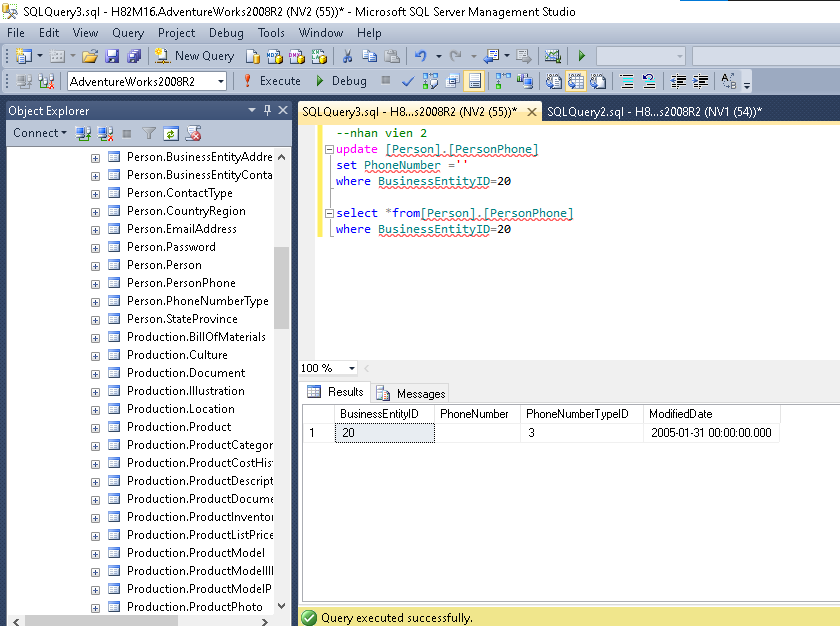 SQLQuery3.sql - H82M16.AdventureWorks2008R2 (NV2 (55))* - Microsoft SQL Server Management Studio
File Edit View Query Project Debug Tools Window Help
New Query
AdventureWorks2008R2 Execute Debug
Object Explorer
Connect
Person.BusinessEntityAddre
Person.BusinessEntityConta
Person.ContactType
Person.CountryRegion
Person.EmailAddress
Person.Password
Person.Person
Person.PersonPhone
Person.PhoneNumberType
Person.StateProvince
Production.BillOfMaterials
Production.Culture
Production.Document
Production.Illustration
Production.Location
Production.Product
Production.ProductCategor
Production.ProductCostHis
Production.ProductDescript
Production.ProductDocume
Production.ProductInventor
Production.ProductListPrice
Production.ProductModel
Production.ProductModelIll
Production.ProductModelP
Production.ProductPhoto
SQLQuery3.sql - H8...s2008R2 (NV2 (55))* SQLQuery2.sql - H8...s2008R2 (NV1 (54))*
--nhan vien 2
update [Person].[PersonPhone]
set PhoneNumber =''
where BusinessEntityID=20
select *from[Person].[PersonPhone]
where BusinessEntityID=20
100 %
Results Messages
BusinessEntityID PhoneNumber PhoneNumberTypeID ModifiedDate
1 20 3 2005-01-31 00:00:00.000
Query executed successfully.